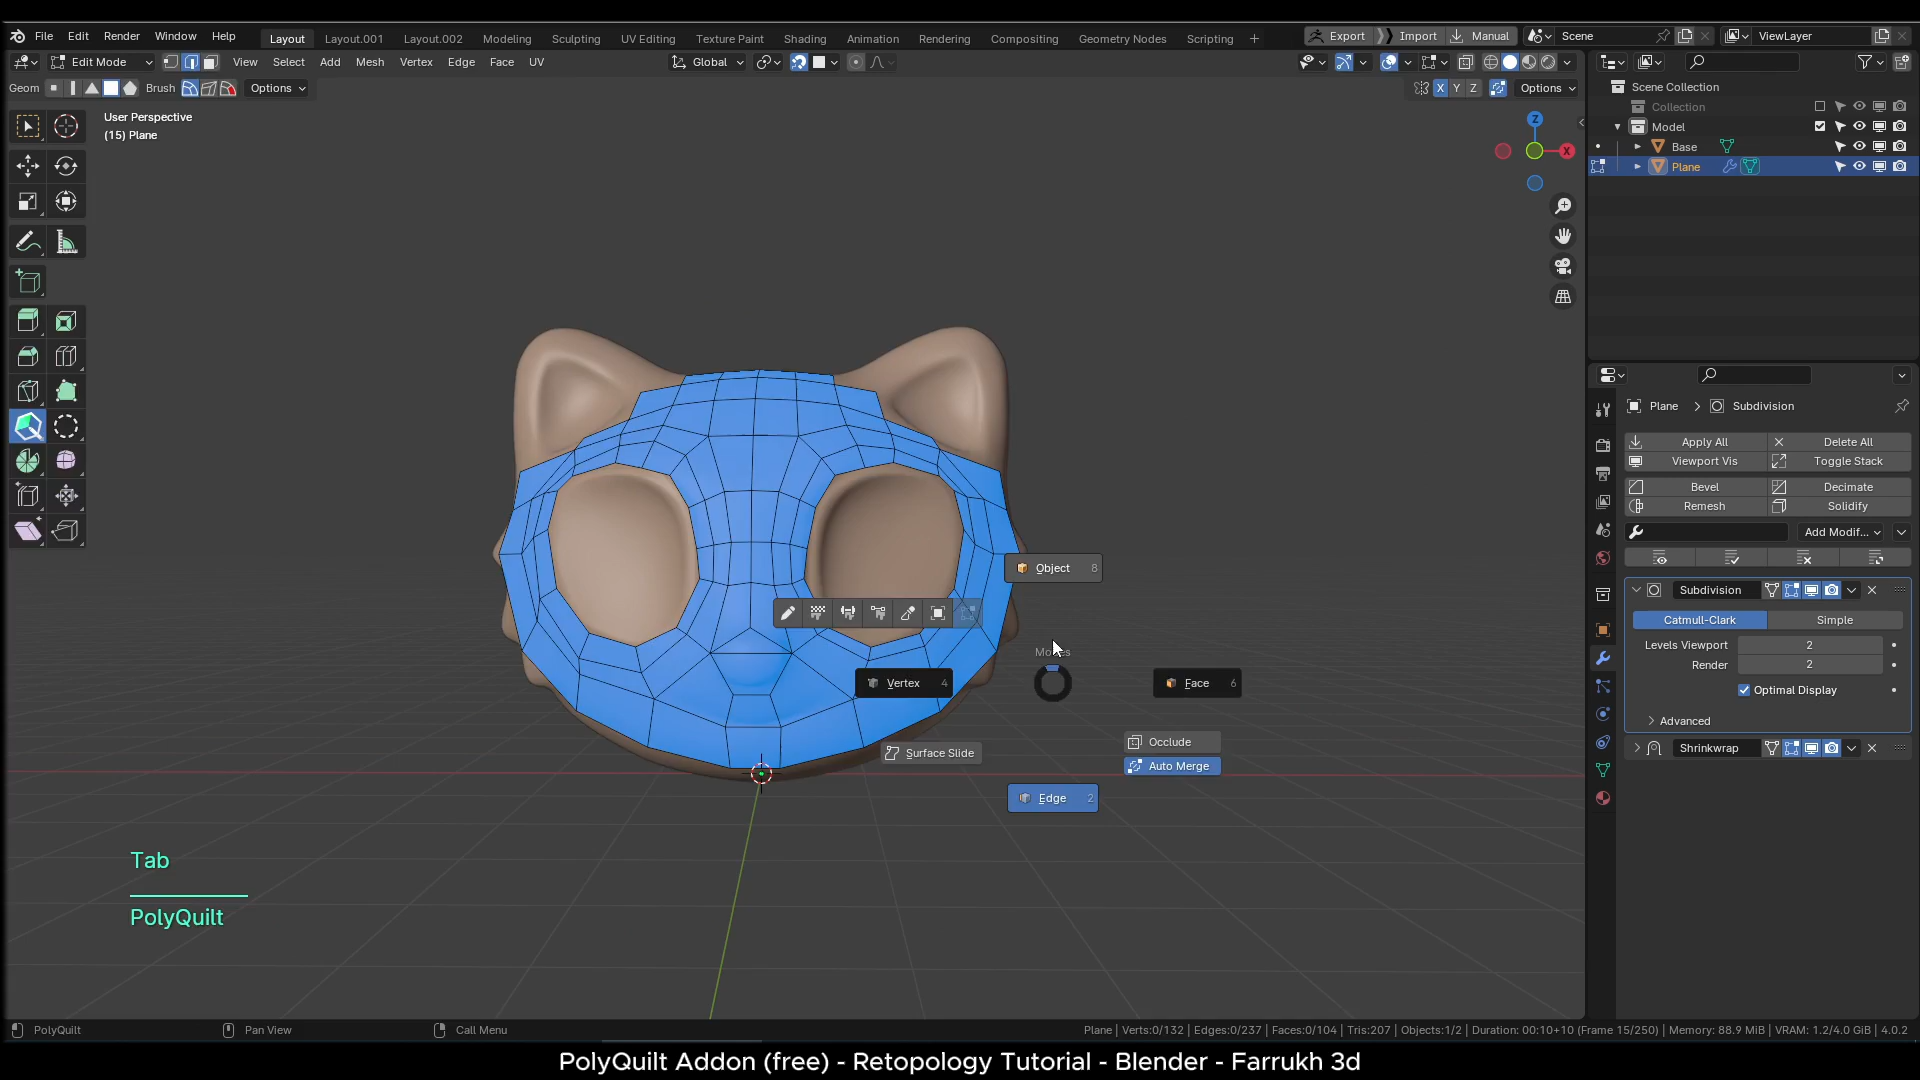 File Edit Render Window Help Layout Layout.001 Layout.002 Modeling Sculpting UV Editing Texture Paint Shading Animation Rendering Compositing Geometry Nodes Scripting + Export Import Manual Scene ViewLayer
Edit Mode View Select Add Mesh Vertex Edge Face UV Global
Geom Brush Options X Y Z Options
User Perspective
(15) Plane
Z
X
Scene Collection
Collection
Model
Base
Plane
Plane > Subdivision
Apply All Delete All
Viewport Vis Toggle Stack
Bevel Decimate
Remesh Solidify
Add Modif...
Subdivision
Catmull-Clark Simple
Levels Viewport 2
Render 2
Optimal Display
Advanced
Shrinkwrap
Object 8
Vertex 4
Face 6
Surface Slide
Occlude
Auto Merge
Edge 2
Tab
PolyQuilt
PolyQuilt Pan View Call Menu Plane | Verts:0/132 | Edges:0/237 | Faces:0/104 | Tris:207 | Objects:1/2 | Duration: 00:10+10 (Frame 15/250) | Memory: 88.9 MiB | VRAM: 1.2/4.0 GiB | 4.0.2
PolyQuilt Addon (free) - Retopology Tutorial - Blender - Farrukh 3d